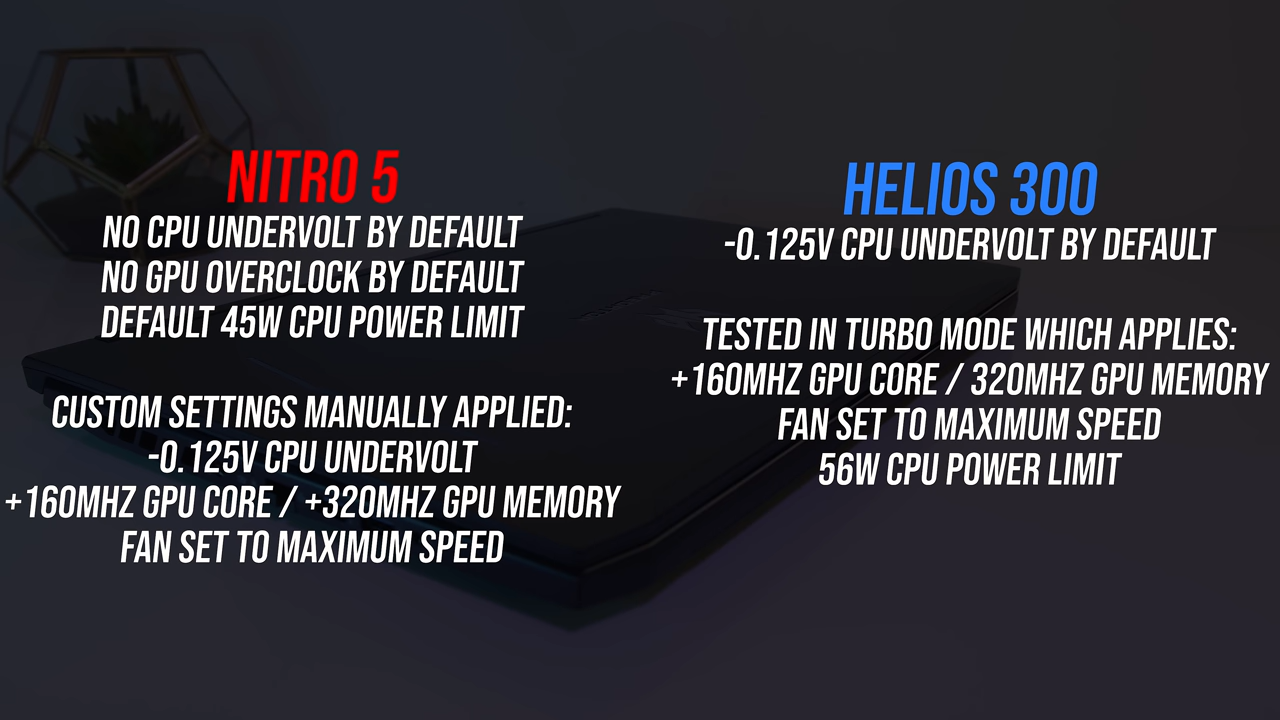 NITRO 5
NO CPU UNDERVOLT BY DEFAULT
NO GPU OVERCLOCK BY DEFAULT
DEFAULT 45W CPU POWER LIMIT
CUSTOM SETTINGS MANUALLY APPLIED:
-0.125V CPU UNDERVOLT
+160MHZ GPU CORE / +320MHZ GPU MEMORY
FAN SET TO MAXIMUM SPEED
HELIOS 300
-0.125V CPU UNDERVOLT BY DEFAULT
TESTED IN TURBO MODE WHICH APPLIES:
+160MHZ GPU CORE / 320MHZ GPU MEMORY
FAN SET TO MAXIMUM SPEED
56W CPU POWER LIMIT